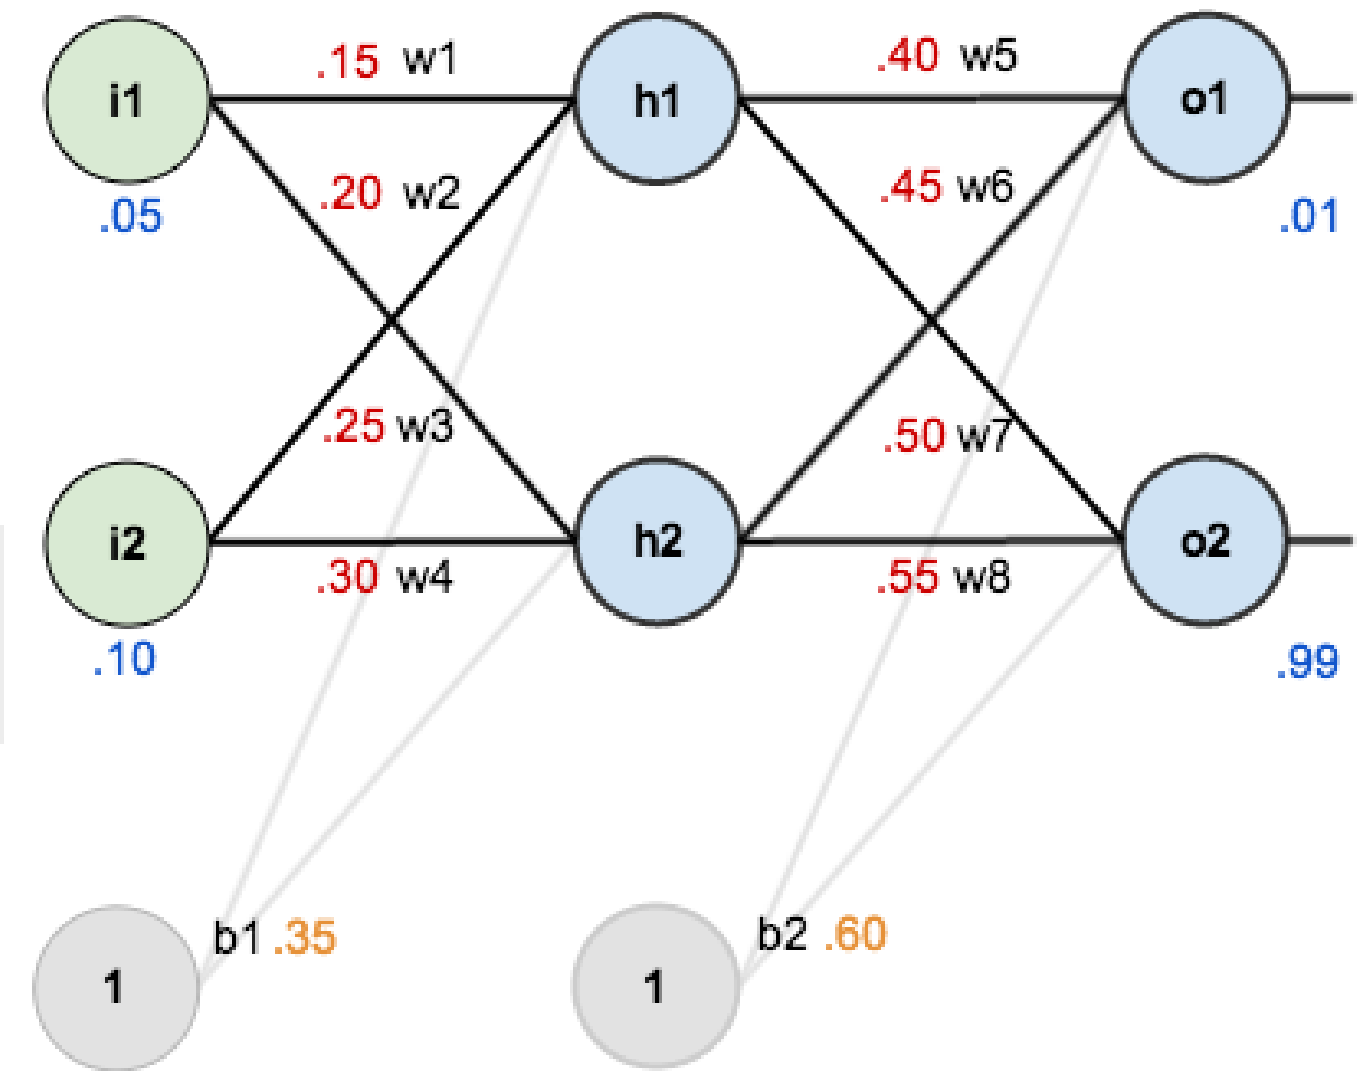 .15 w1
.40 w5
i1
h1
o1
.20 w2
.45 w6
.05
.01
.25 w3
.50 w7
i2
h2
o2
.30 w4
.55 w8
.10
.99
b1 .35
b2 .60
1
1